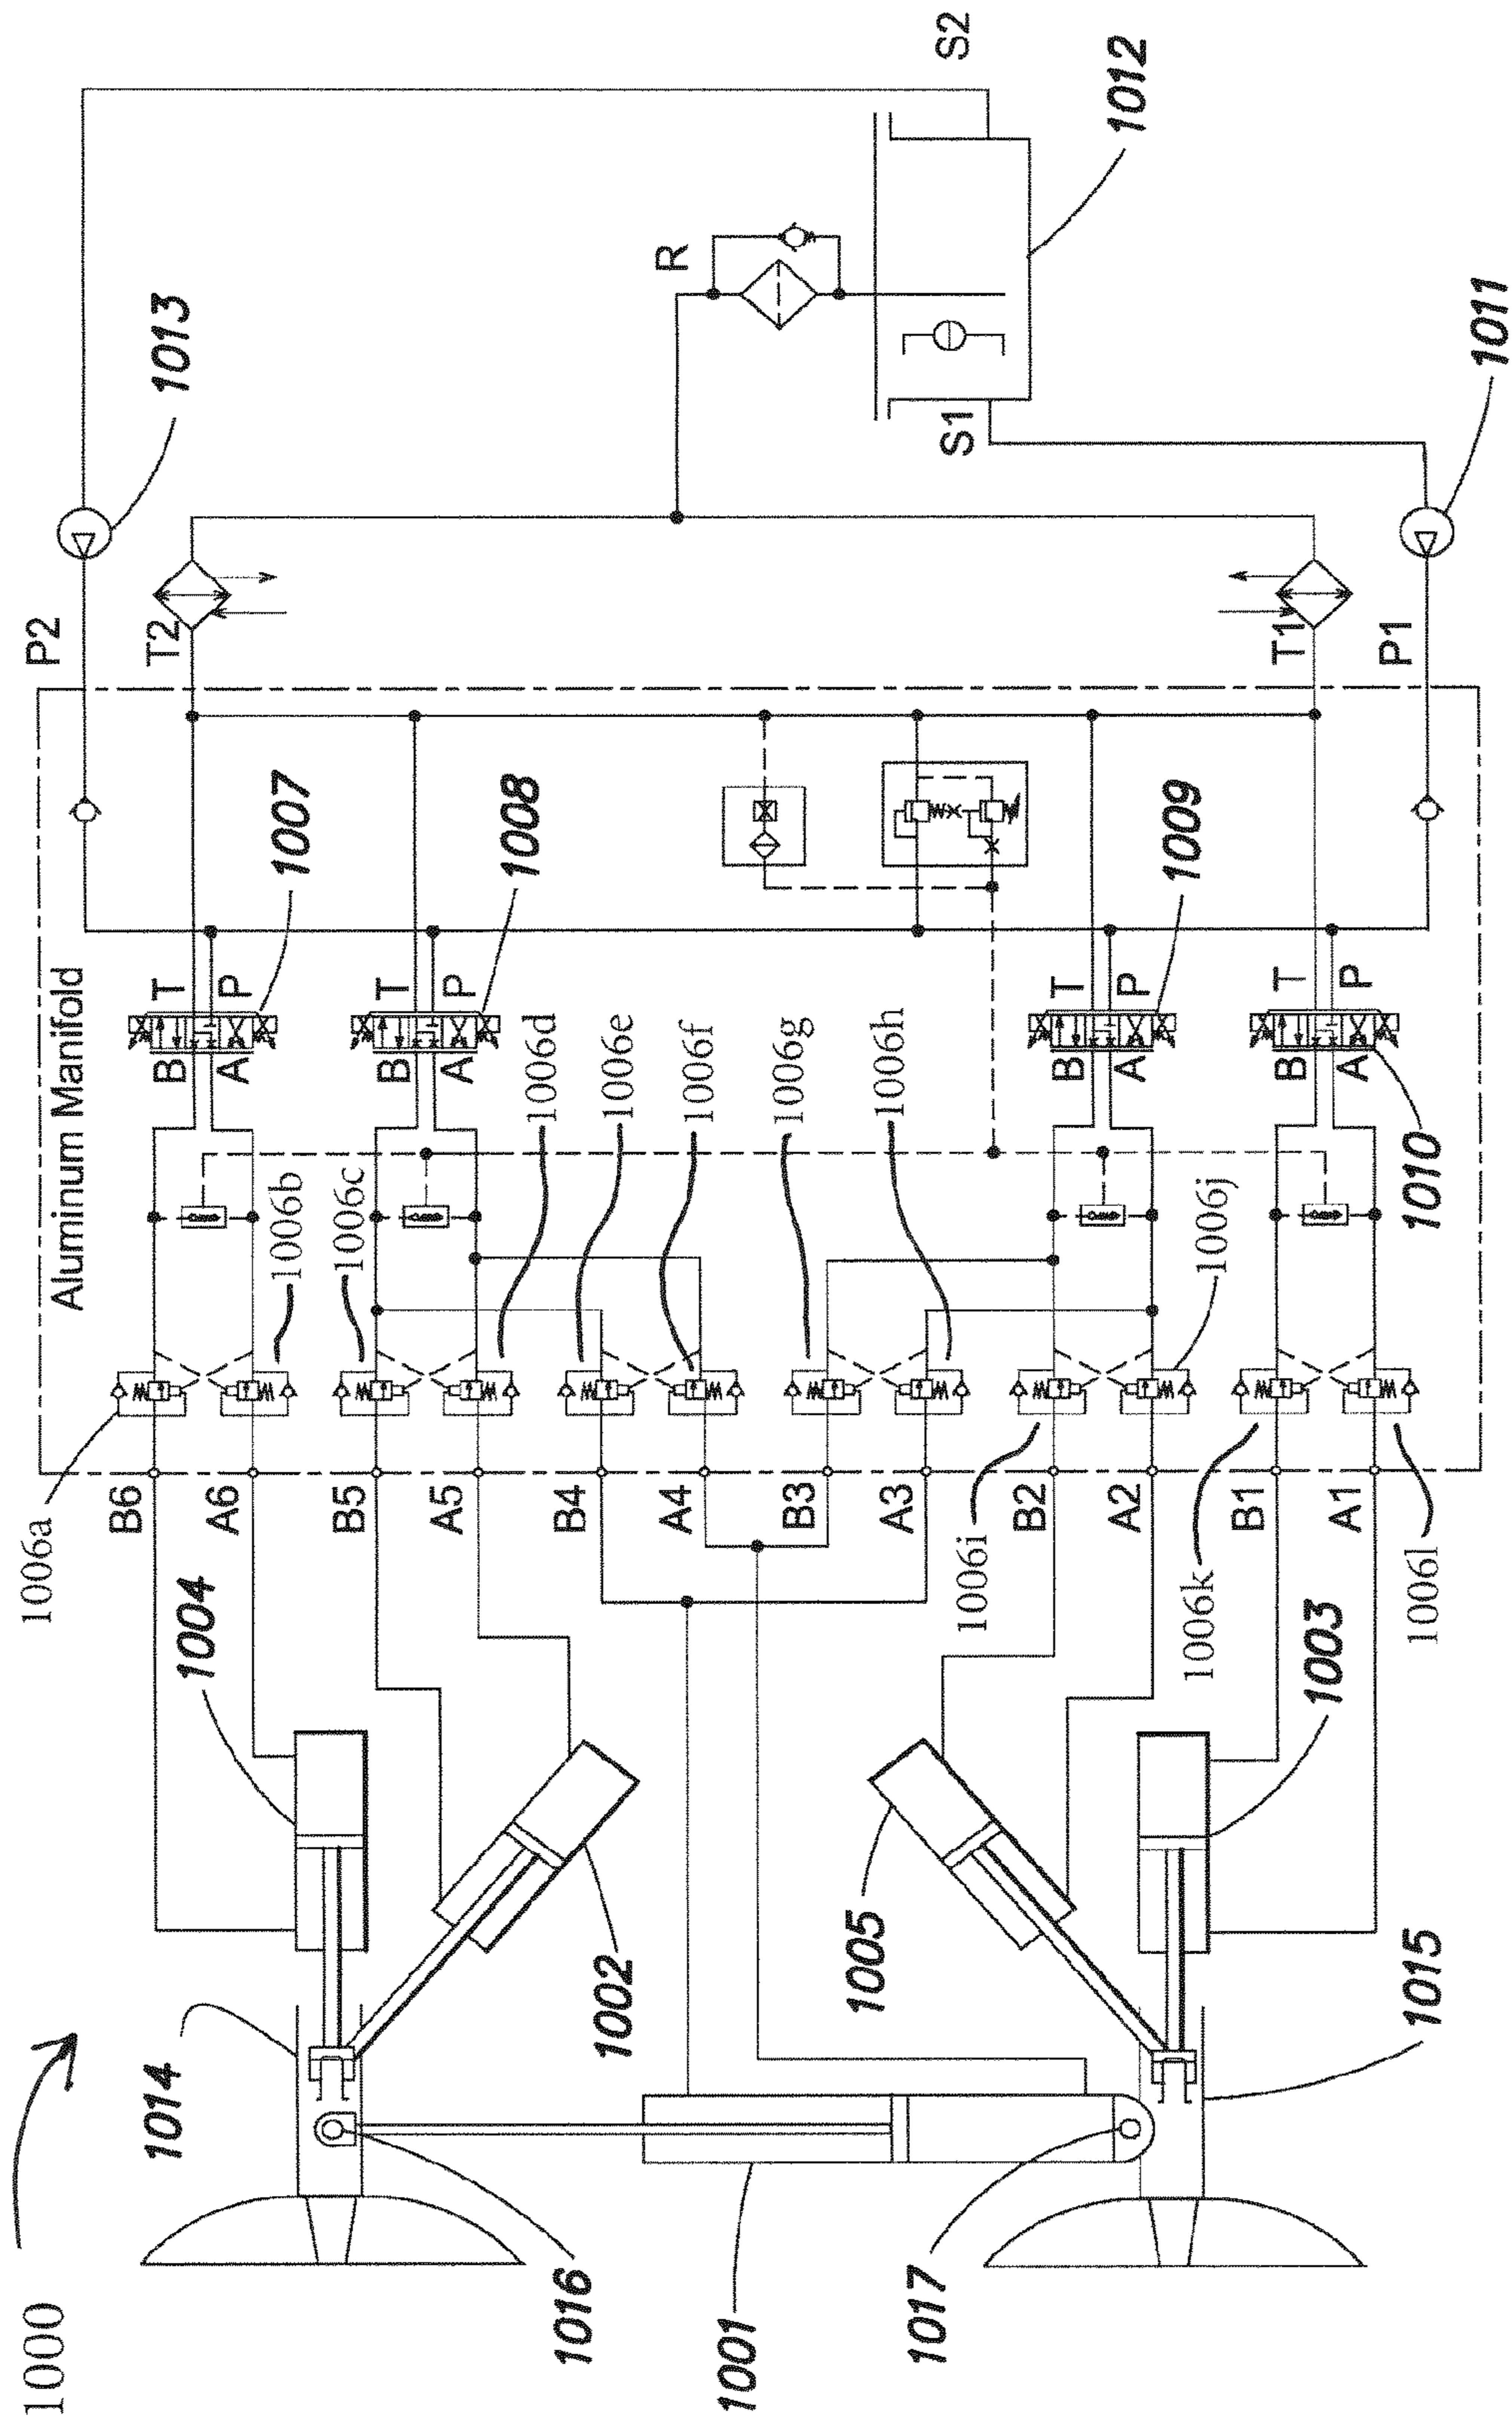 1000
1014
1016
1001
1017
1015
1004
1002
1005
1003
1006a
B6
A6
B5
A5
B4
A4
B3
A3
B2
A2
B1
A1
1006i
1006k
1006l
Aluminum Manifold
1006b
1006c
1006d
1006e
1006f
1006g
1006h
1006j
1010
B
A
T
P
1007
B
A
T
P
1008
B
A
T
P
1009
B
A
T
P
P2
T2
T1
P1
1013
R
S1
S2
1012
1011